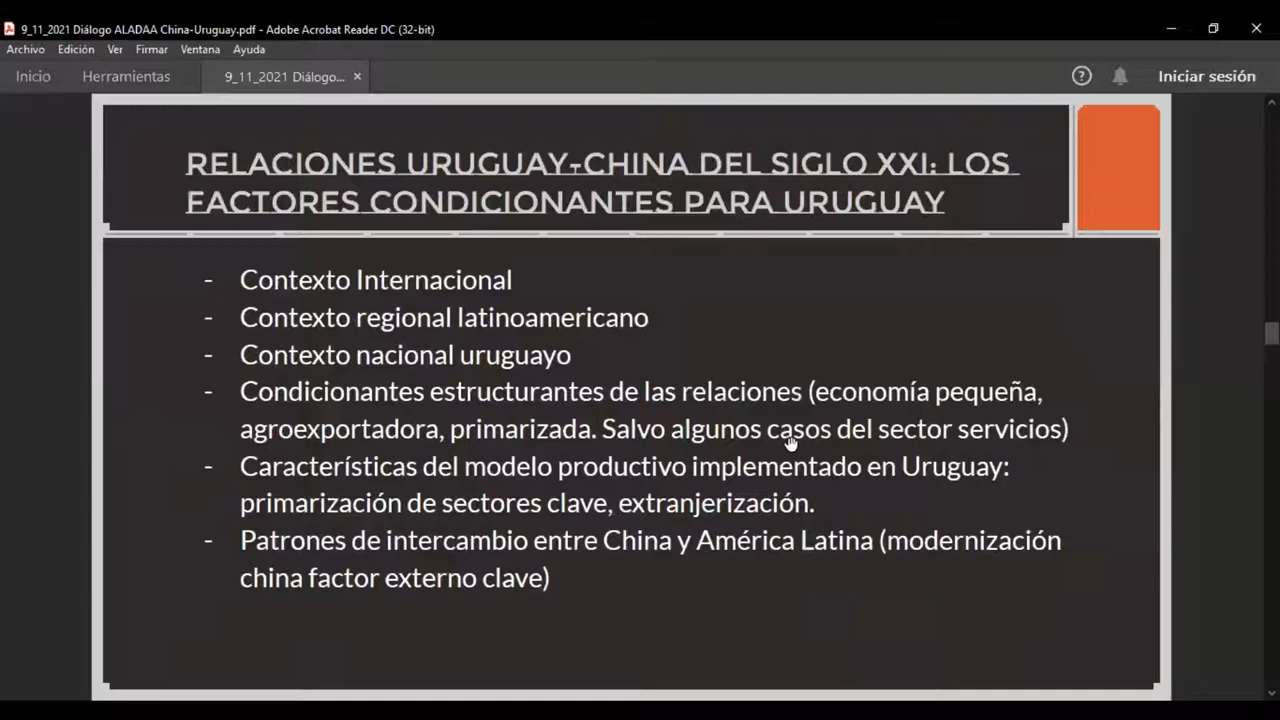 9_11_2021 Diálogo ALADAA China-Uruguay.pdf - Adobe Acrobat Reader DC (32-bit)
Archivo Edición Ver Firmar Ventana Ayuda
Inicio Herramientas 9_11_2021 Diálogo... × Iniciar sesión
RELACIONES URUGUAY-CHINA DEL SIGLO XXI: LOS
FACTORES CONDICIONANTES PARA URUGUAY
- Contexto Internacional
- Contexto regional latinoamericano
- Contexto nacional uruguayo
- Condicionantes estructurantes de las relaciones (economía pequeña,
agroexportadora, primarizada. Salvo algunos casos del sector servicios)
- Características del modelo productivo implementado en Uruguay:
primarización de sectores clave, extranjerización.
- Patrones de intercambio entre China y América Latina (modernización
china factor externo clave)